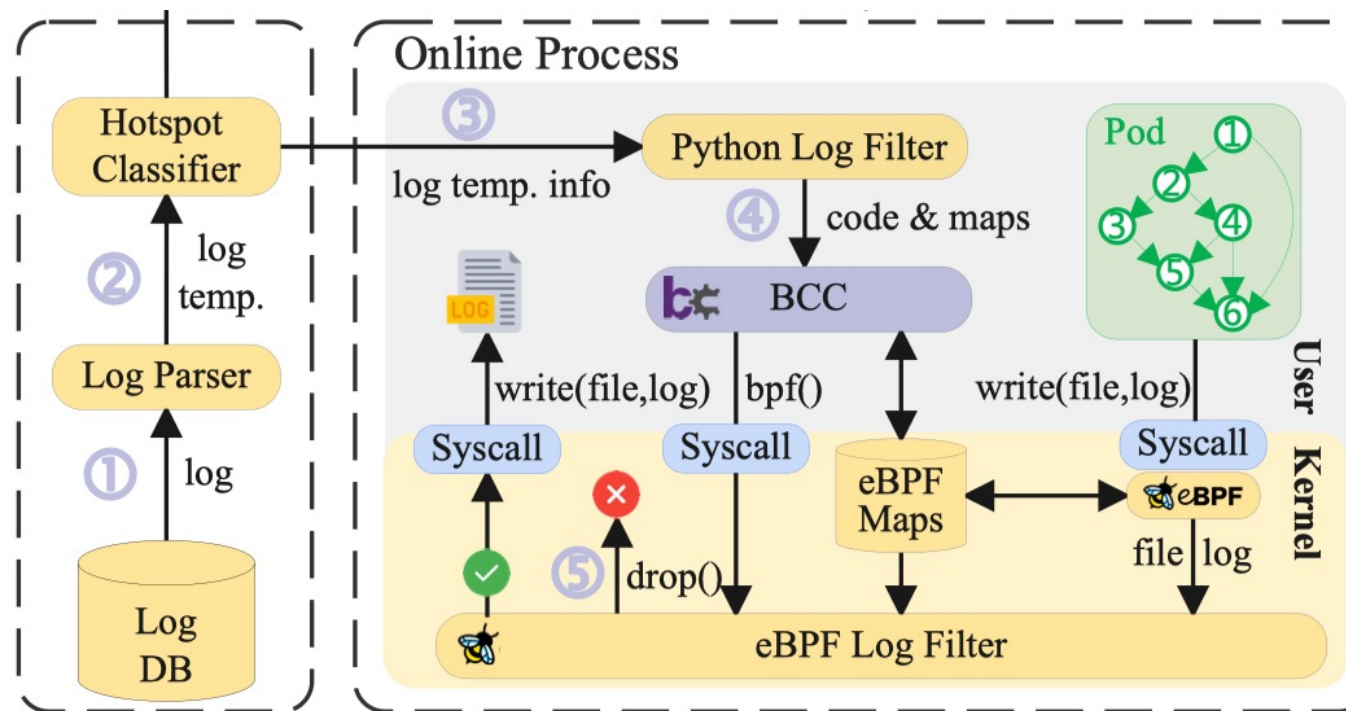 Online Process
Hotspot
Classifier
③
log temp. info
Python Log Filter
Pod
①
②
③
④
⑤
⑥
②
log
temp.
④
code & maps
LOG
bc
BCC
Log Parser
write(file,log)
bpf()
write(file,log)
User
①
log
Syscall
Syscall
Syscall
Kernel
eBPF
Maps
eBPF
file
log
⑤
drop()
Log
DB
eBPF Log Filter